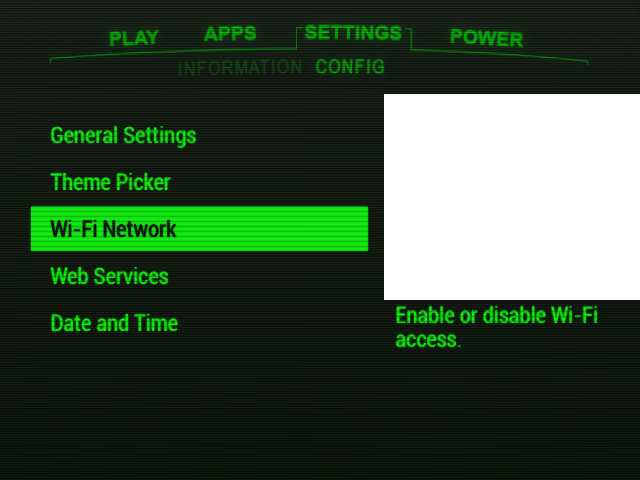 PLAY APPS SETTINGS POWER
INFORMATION CONFIG
General Settings
Theme Picker
Wi-Fi Network
Web Services
Date and Time
Enable or disable Wi-Fi
access.